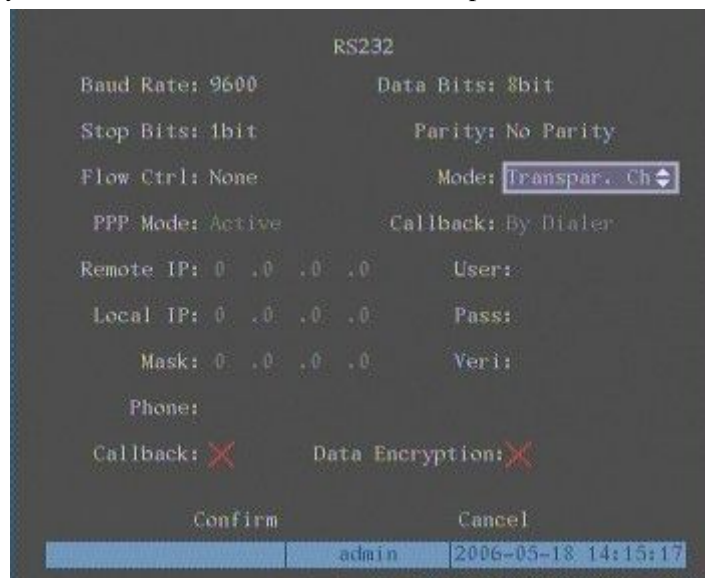 RS232
Baud Rate: 9600 Data Bits: 8bit
Stop Bits: 1bit Parity: No Parity
Flow Ctrl: None Mode: Transpar. Ch
PPP Mode: Active Callback: By Dialer
Remote IP: 0 .0 .0 .0 User:
Local IP: 0 .0 .0 .0 Pass:
Mask: 0 .0 .0 .0 Veri:
Phone:
Callback: Data Encryption:
Confirm Cancel
admin 2006-05-18 14:15:17